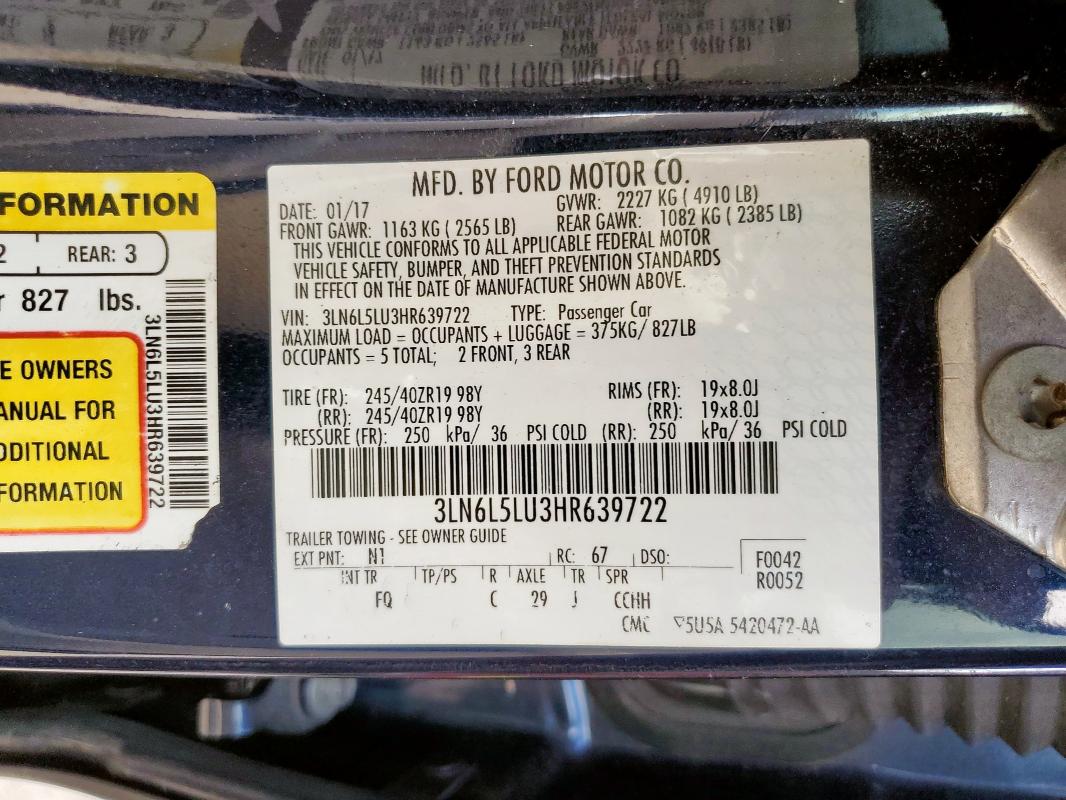 FORMATION
2 REAR: 3
r 827 lbs.
E OWNERS
ANUAL FOR
DDITIONAL
FORMATION
3LN6L5LU3HR639722
MFD. BY FORD MOTOR CO.
DATE: 01/17 GVWR: 2227 KG ( 4910 LB)
FRONT GAWR: 1163 KG ( 2565 LB) REAR GAWR: 1082 KG ( 2385 LB)
THIS VEHICLE CONFORMS TO ALL APPLICABLE FEDERAL MOTOR
VEHICLE SAFETY, BUMPER, AND THEFT PREVENTION STANDARDS
IN EFFECT ON THE DATE OF MANUFACTURE SHOWN ABOVE.
VIN: 3LN6L5LU3HR639722 TYPE: Passenger Car
MAXIMUM LOAD = OCCUPANTS + LUGGAGE = 375KG/ 827LB
OCCUPANTS = 5 TOTAL; 2 FRONT, 3 REAR
TIRE (FR): 245/40ZR19 98Y RIMS (FR): 19x8.0J
(RR): 245/40ZR19 98Y (RR): 19x8.0J
PRESSURE (FR): 250 kPa/ 36 PSI COLD (RR): 250 kPa/ 36 PSI COLD
3LN6L5LU3HR639722
TRAILER TOWING - SEE OWNER GUIDE
EXT PNT: N1 RC: 67 DSO: F0042
R0052
INT TR TP/PS R AXLE TR SPR
FQ C 29 J CCHH
CMC 5U5A 5420472-AA